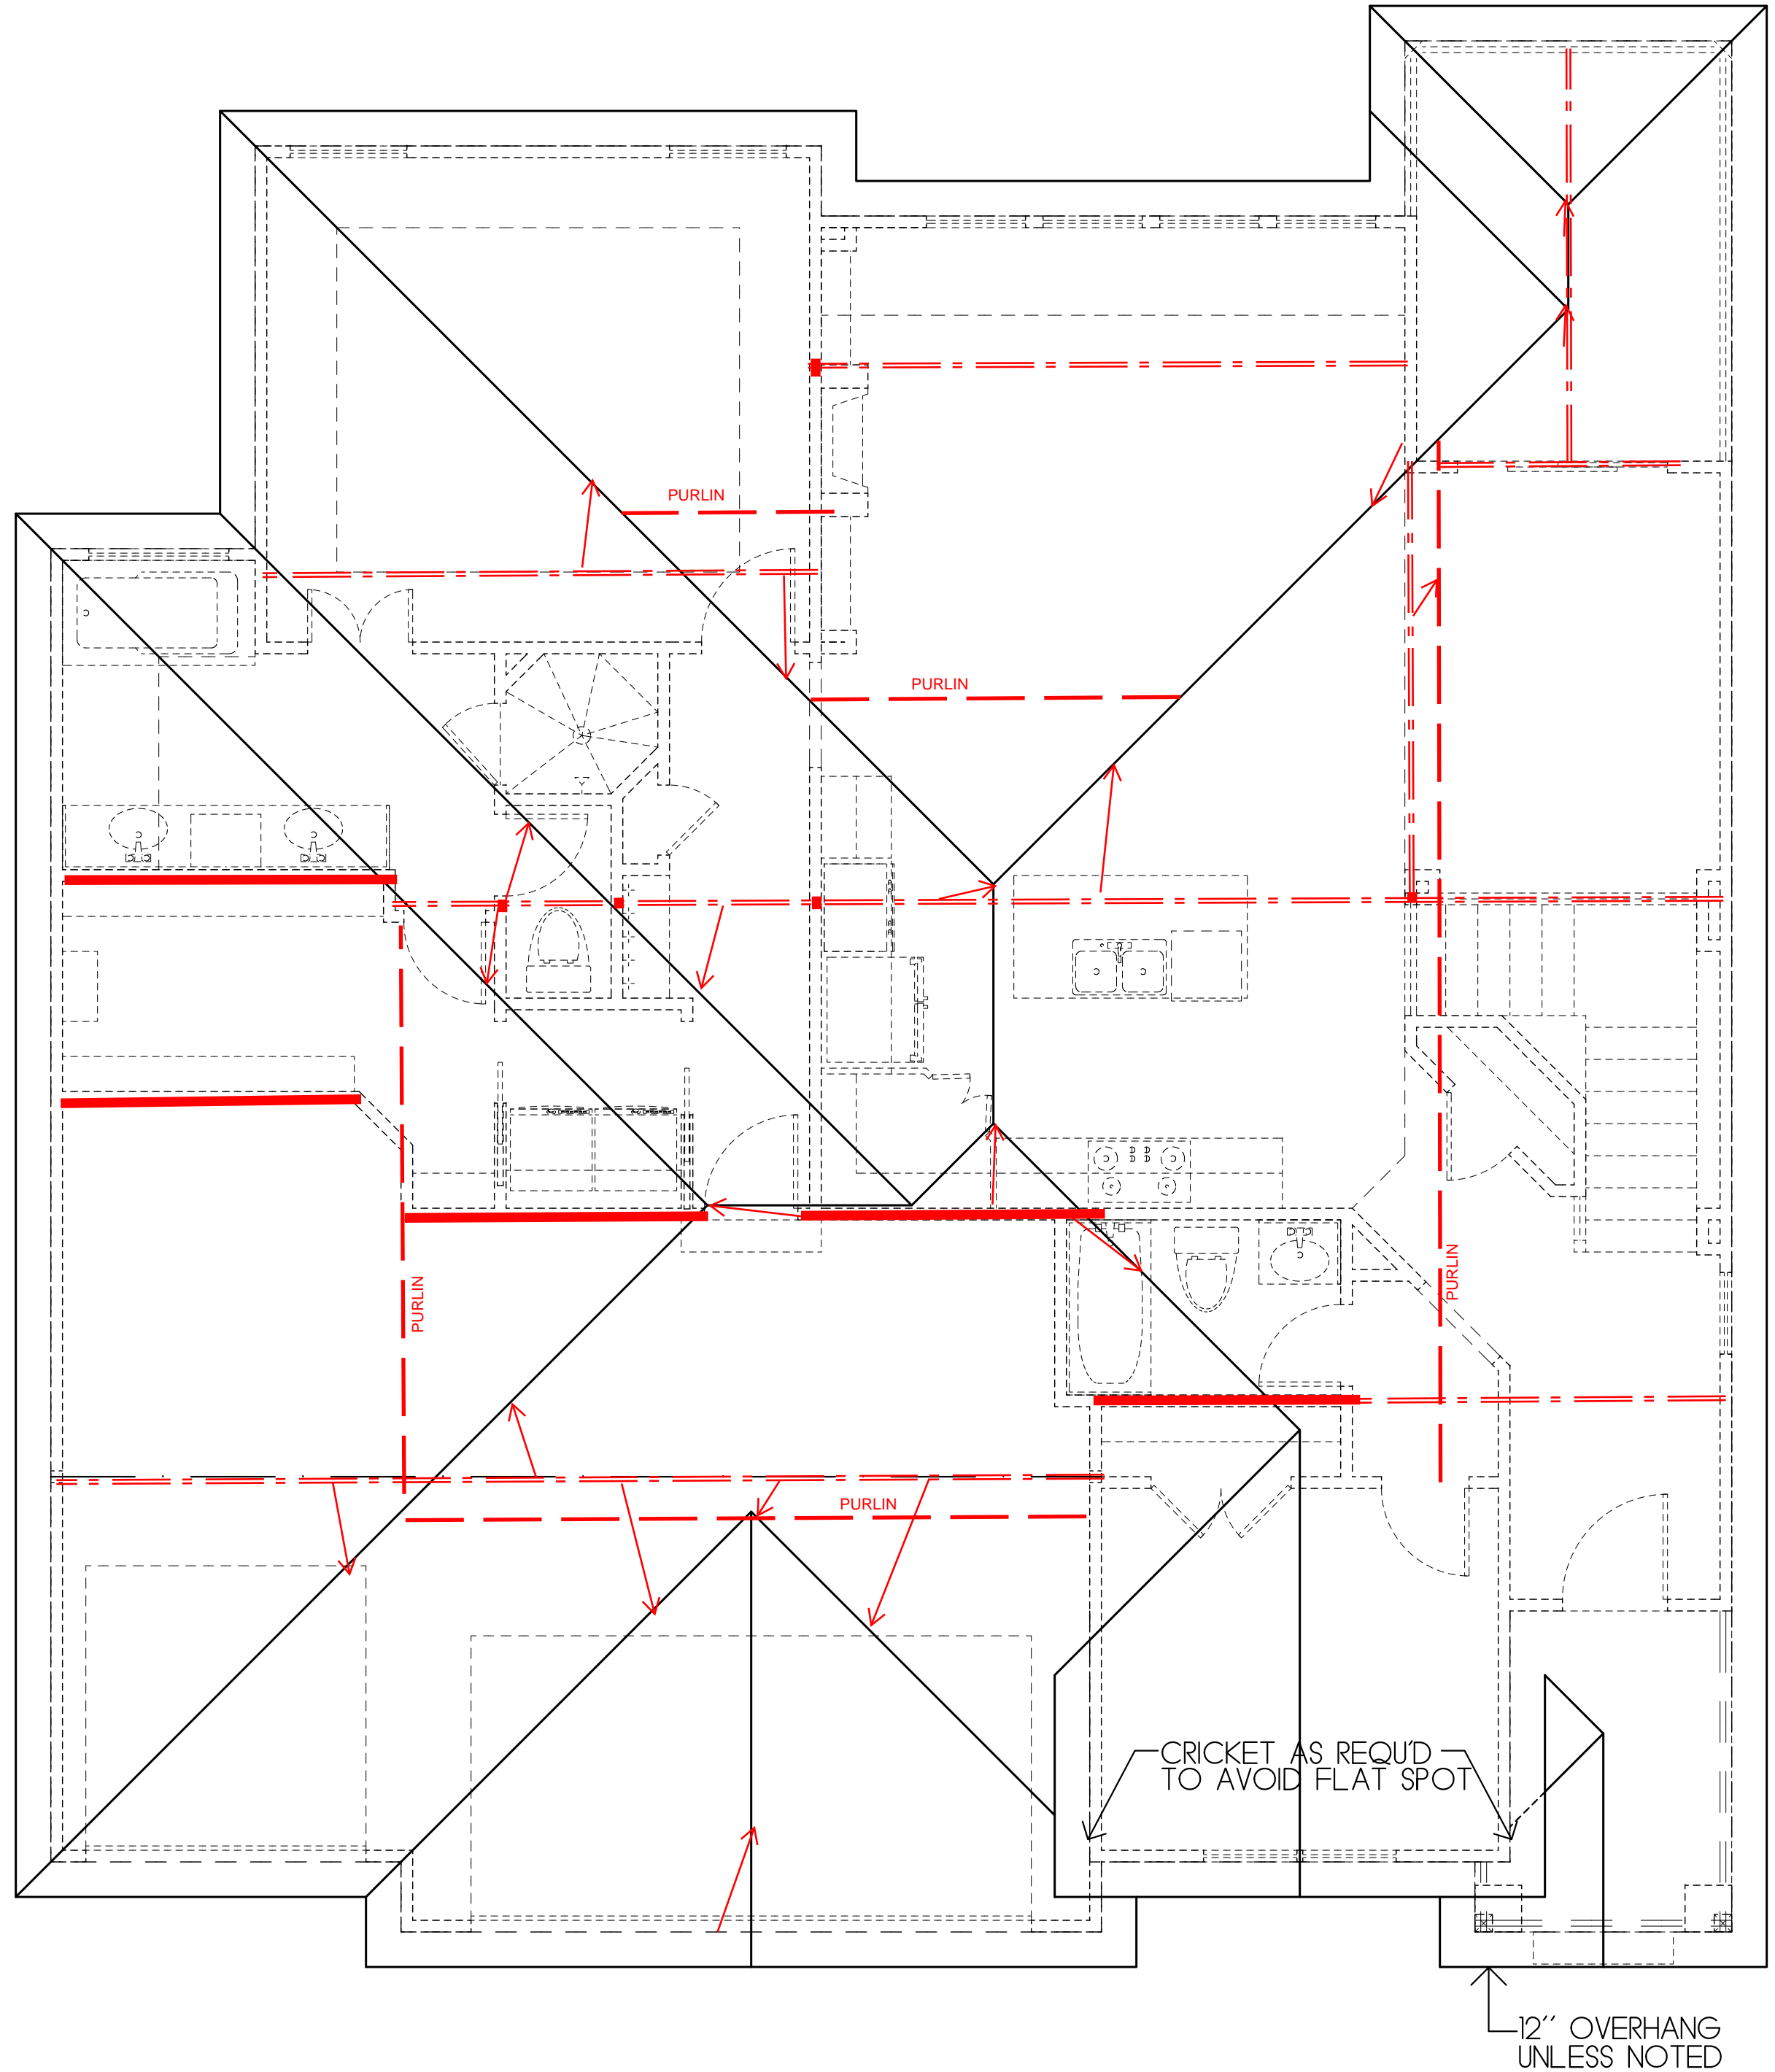 PURLIN
PURLIN
PURLIN
PURLIN
PURLIN
CRICKET AS REQU'D
TO AVOID FLAT SPOT
12'' OVERHANG
UNLESS NOTED